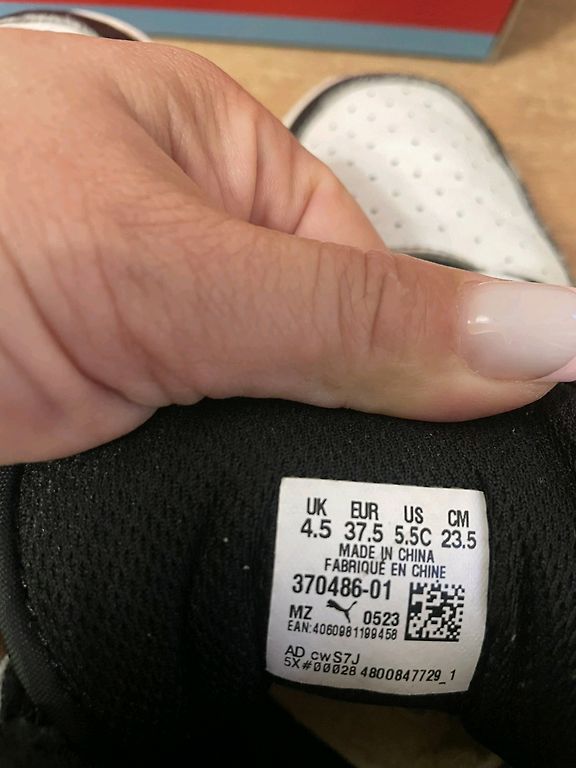 UK EUR US CM
4.5 37.5 5.5C 23.5
MADE IN CHINA
FABRIQUÉ EN CHINE
370486-01
MZ 0523
EAN:4060981199458
AD cwS7J
5X#00028 4800847729_1